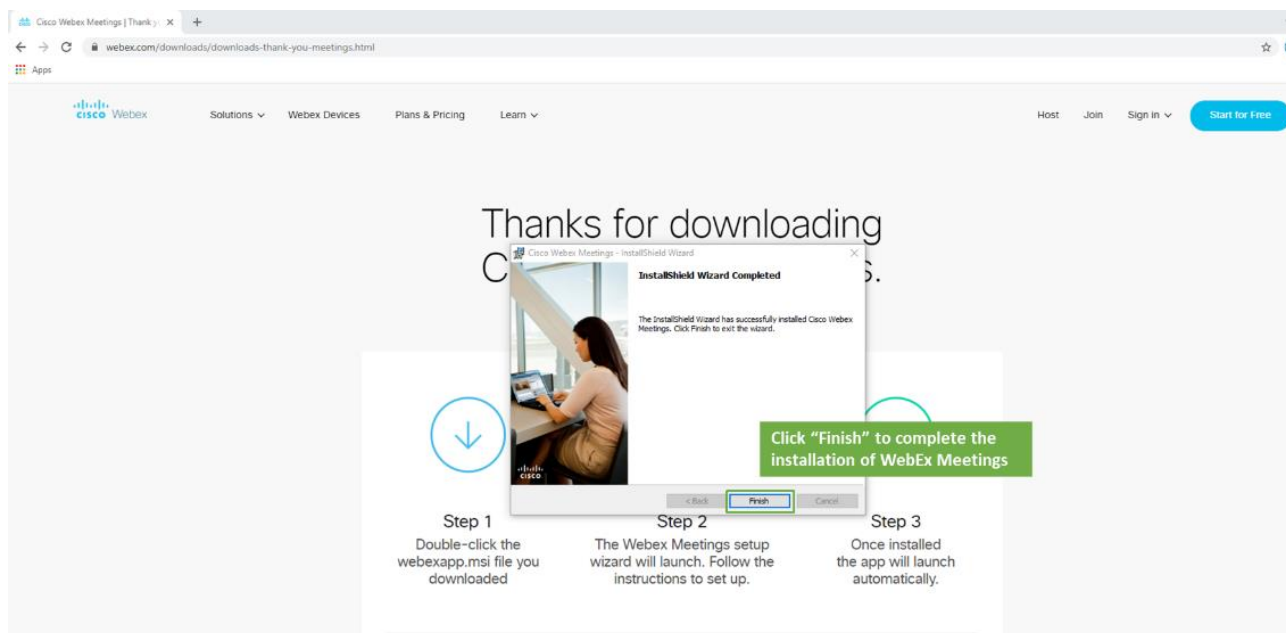 Cisco Webex Meetings | Thank y
webex.com/downloads/downloads-thank-you-meetings.html
Apps
cisco Webex
Solutions
Webex Devices
Plans & Pricing
Learn
Host
Join
Sign in
Start for Free
Thanks for downloading
C
s.
Cisco Webex Meetings - InstallShield Wizard
InstallShield Wizard Completed
The InstallShield Wizard has successfully installed Cisco Webex
Meetings. Click Finish to exit the wizard.
cisco
Click “Finish” to complete the
installation of WebEx Meetings
< Back
Finish
Cancel
Step 1
Double-click the
webexapp.msi file you
downloaded
Step 2
The Webex Meetings setup
wizard will launch. Follow the
instructions to set up.
Step 3
Once installed
the app will launch
automatically.